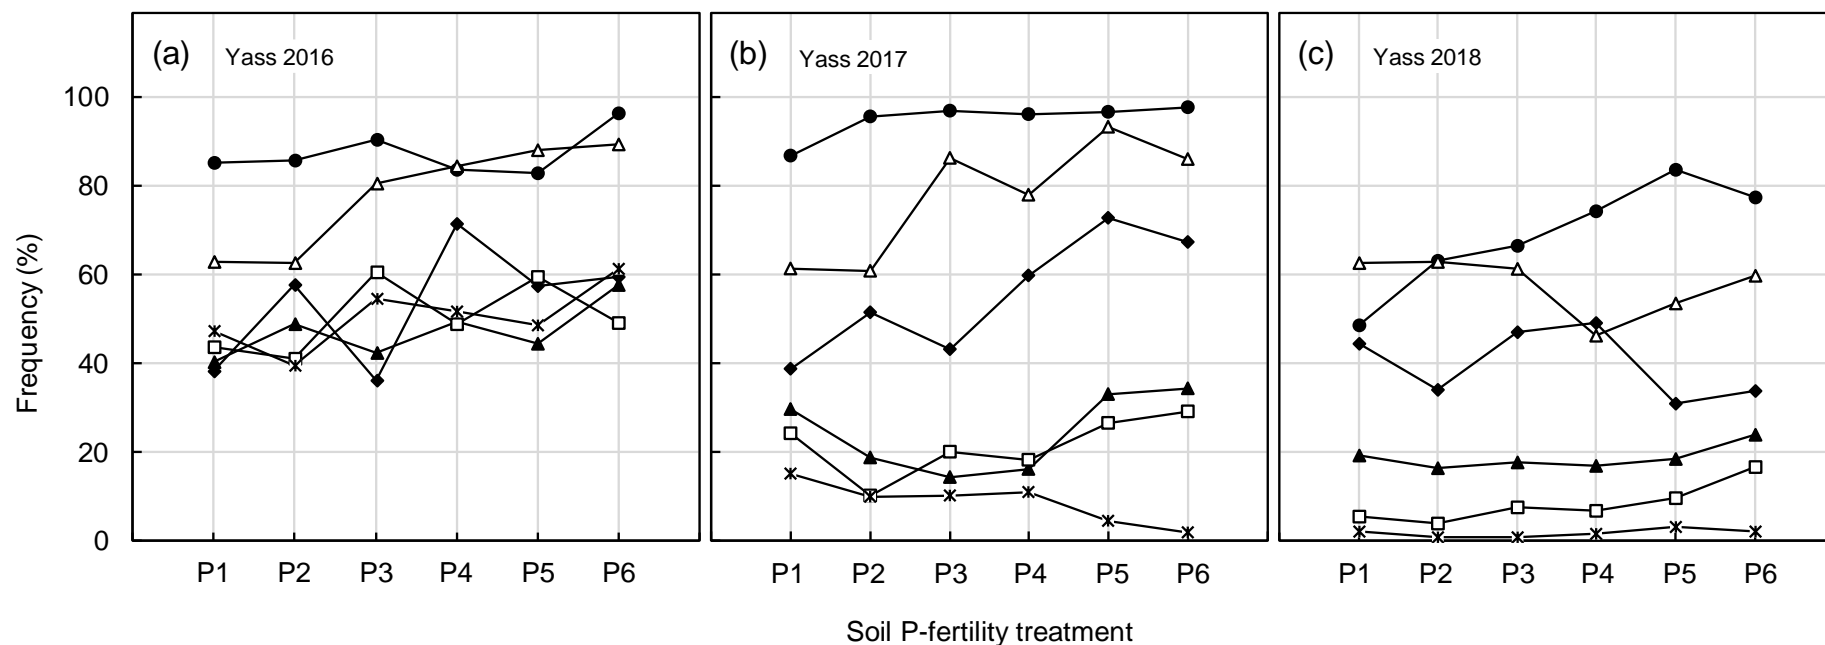 (a) Yass 2016
(b) Yass 2017
(c) Yass 2018
Frequency (%)
100
80
60
40
20
0
P1 P2 P3 P4 P5 P6
P1 P2 P3 P4 P5 P6
P1 P2 P3 P4 P5 P6
Soil P-fertility treatment